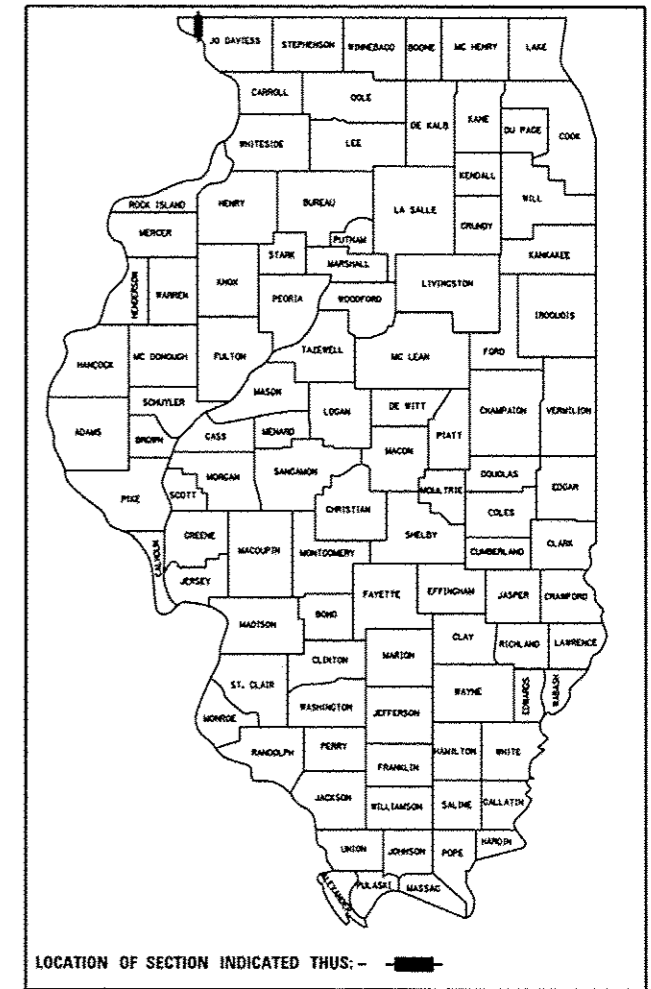 JO DAVIESS STEPHENSON WINNEBAGO BOONE MC HENRY LAKE
CARROLL OGLE DE KALB KANE DU PAGE COOK
WHITESIDE LEE KENDALL WILL
ROCK ISLAND HENRY BUREAU LA SALLE GRUNDY
MERCER PUTNAM KANKAKEE
STARK MARSHALL LIVINGSTON
HENDERSON WARREN KNOX PEORIA WOODFORD IROQUOIS
HANCOCK MC DONOUGH FULTON TAZEWELL MC LEAN FORD
SCHUYLER MASON LOGAN DE WITT CHAMPAIGN VERMILION
ADAMS BROWN CASS MENARD MACON PIATT
PIKE SCOTT MORGAN SANGAMON MOULTRIE DOUGLAS EDGAR
CHRISTIAN COLES
CALHOUN GREENE MACOUPIN MONTGOMERY SHELBY CUMBERLAND CLARK
JERSEY FAYETTE EFFINGHAM JASPER CRAWFORD
MADISON BOND CLAY RICHLAND LAWRENCE
CLINTON MARION
ST. CLAIR WASHINGTON JEFFERSON WAYNE EDWARDS WABASH
MONROE
RANDOLPH PERRY FRANKLIN HAMILTON WHITE
JACKSON WILLIAMSON SALINE GALLATIN
UNION JOHNSON POPE HARDIN
ALEXANDER PULASKI MASSAC
LOCATION OF SECTION INDICATED THUS: -